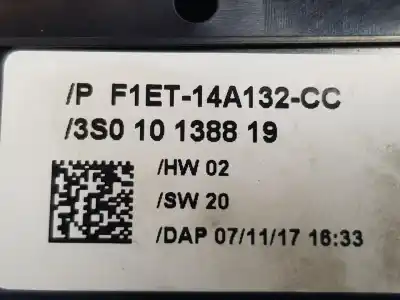 /P F1ET-14A132-CC
/3S0 10 1388 19
/HW 02
/SW 20
/DAP 07/11/17 16:33